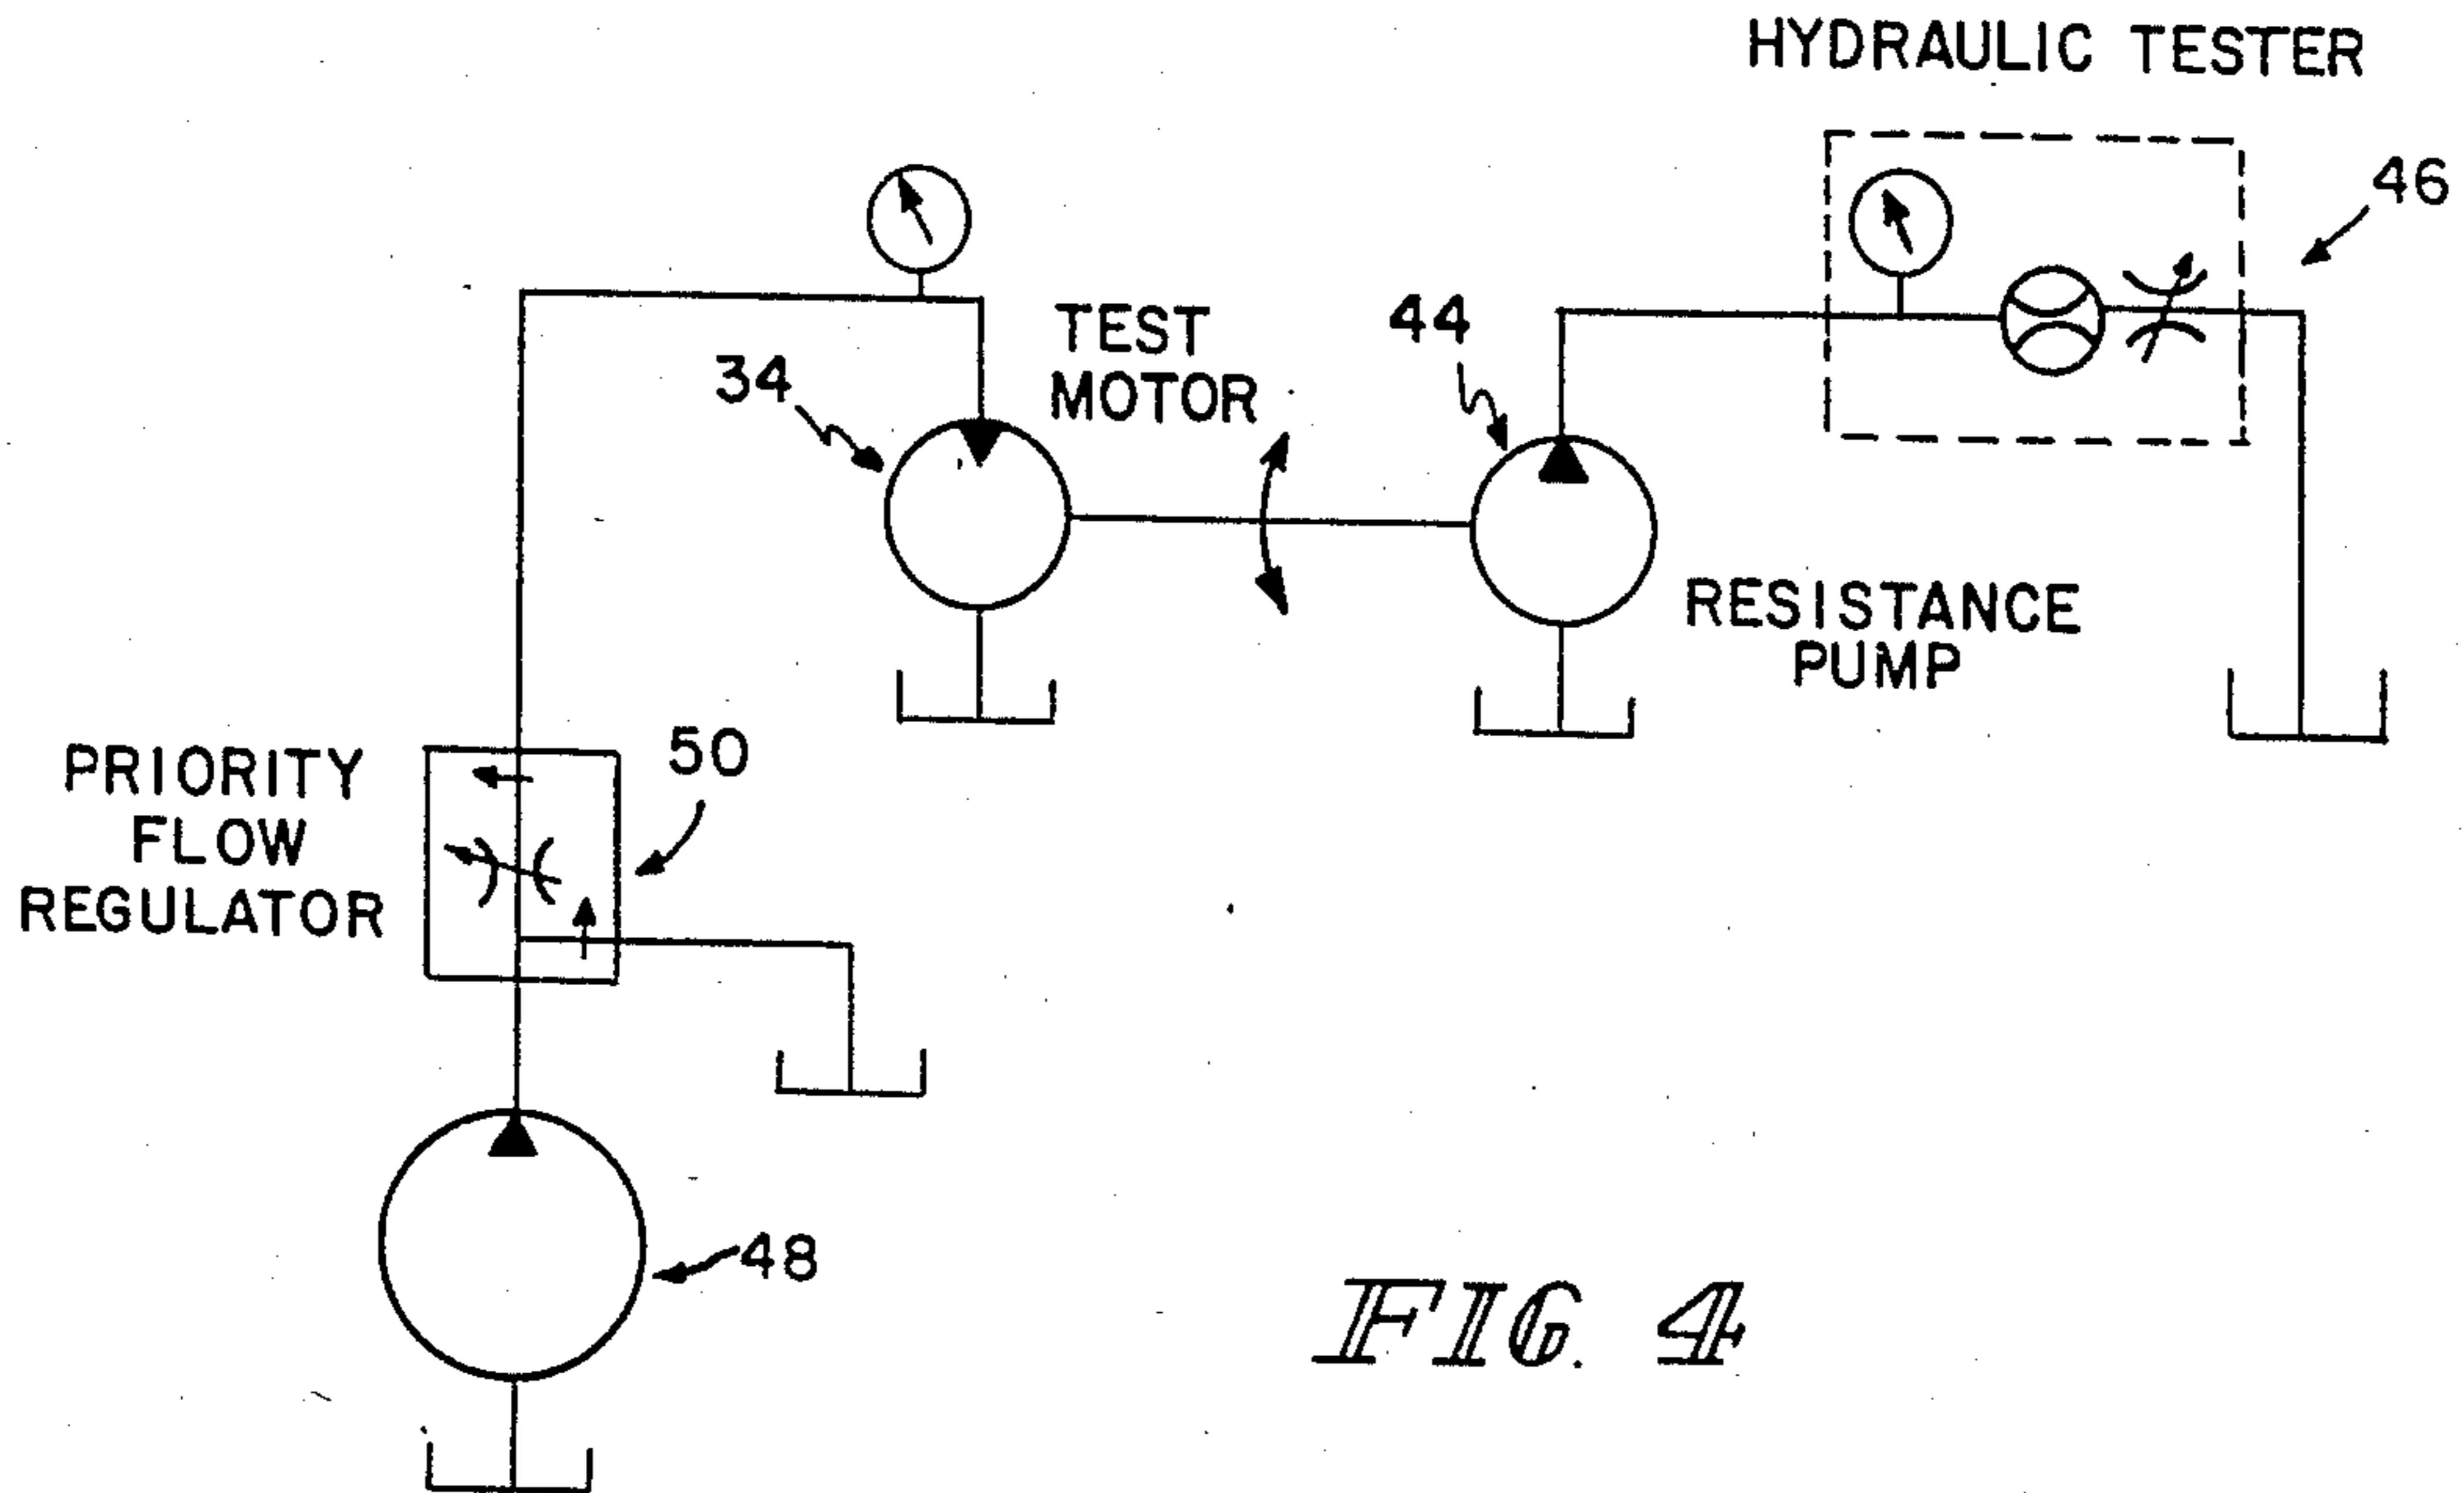 HYDRAULIC TESTER
46
TEST
MOTOR
34
44
RESISTANCE
PUMP
PRIORITY
FLOW
REGULATOR
50
48
FIG. 4